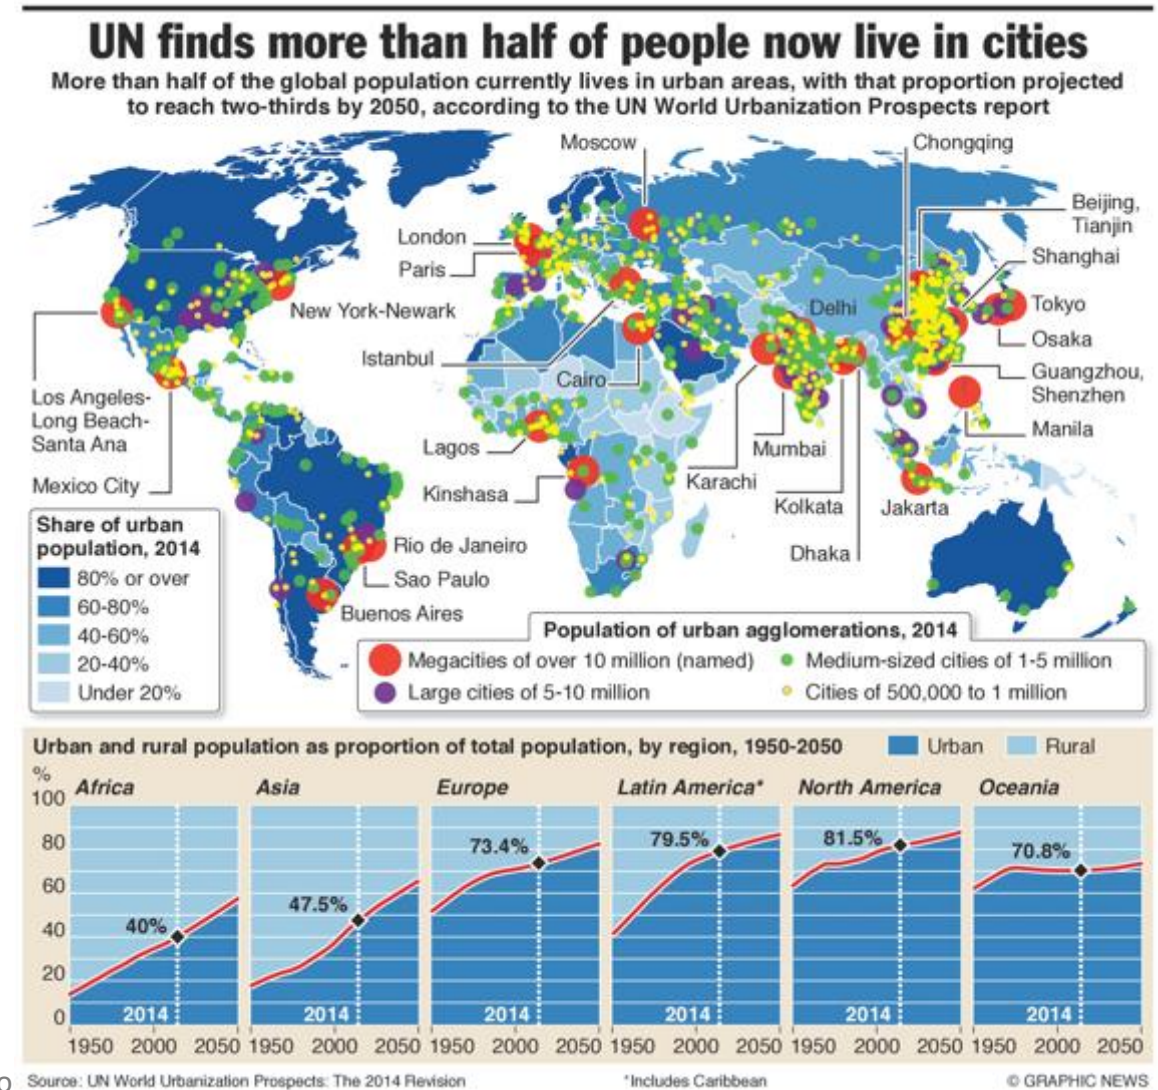 UN finds more than half of people now live in cities
More than half of the global population currently lives in urban areas, with that proportion projected
to reach two-thirds by 2050, according to the UN World Urbanization Prospects report
Moscow
Chongqing
Beijing,
Tianjin
London
Shanghai
Paris
New York-Newark
Delhi
Tokyo
Osaka
Istanbul
Cairo
Guangzhou,
Shenzhen
Los Angeles-
Long Beach-
Santa Ana
Manila
Lagos
Mumbai
Karachi
Mexico City
Kinshasa
Kolkata
Jakarta
Dhaka
Rio de Janeiro
Sao Paulo
Buenos Aires
Share of urban
population, 2014
80% or over
60-80%
40-60%
20-40%
Under 20%
Population of urban agglomerations, 2014
Megacities of over 10 million (named)
Medium-sized cities of 1-5 million
Large cities of 5-10 million
Cities of 500,000 to 1 million
Urban and rural population as proportion of total population, by region, 1950-2050
Urban
Rural
%
100
80
60
40
20
0
Africa
40%
2014
1950 2000 2050
Asia
47.5%
2014
1950 2000 2050
Europe
73.4%
2014
1950 2000 2050
Latin America*
79.5%
2014
1950 2000 2050
North America
81.5%
2014
1950 2000 2050
Oceania
70.8%
2014
1950 2000 2050
Source: UN World Urbanization Prospects: The 2014 Revision
*Includes Caribbean
© GRAPHIC NEWS